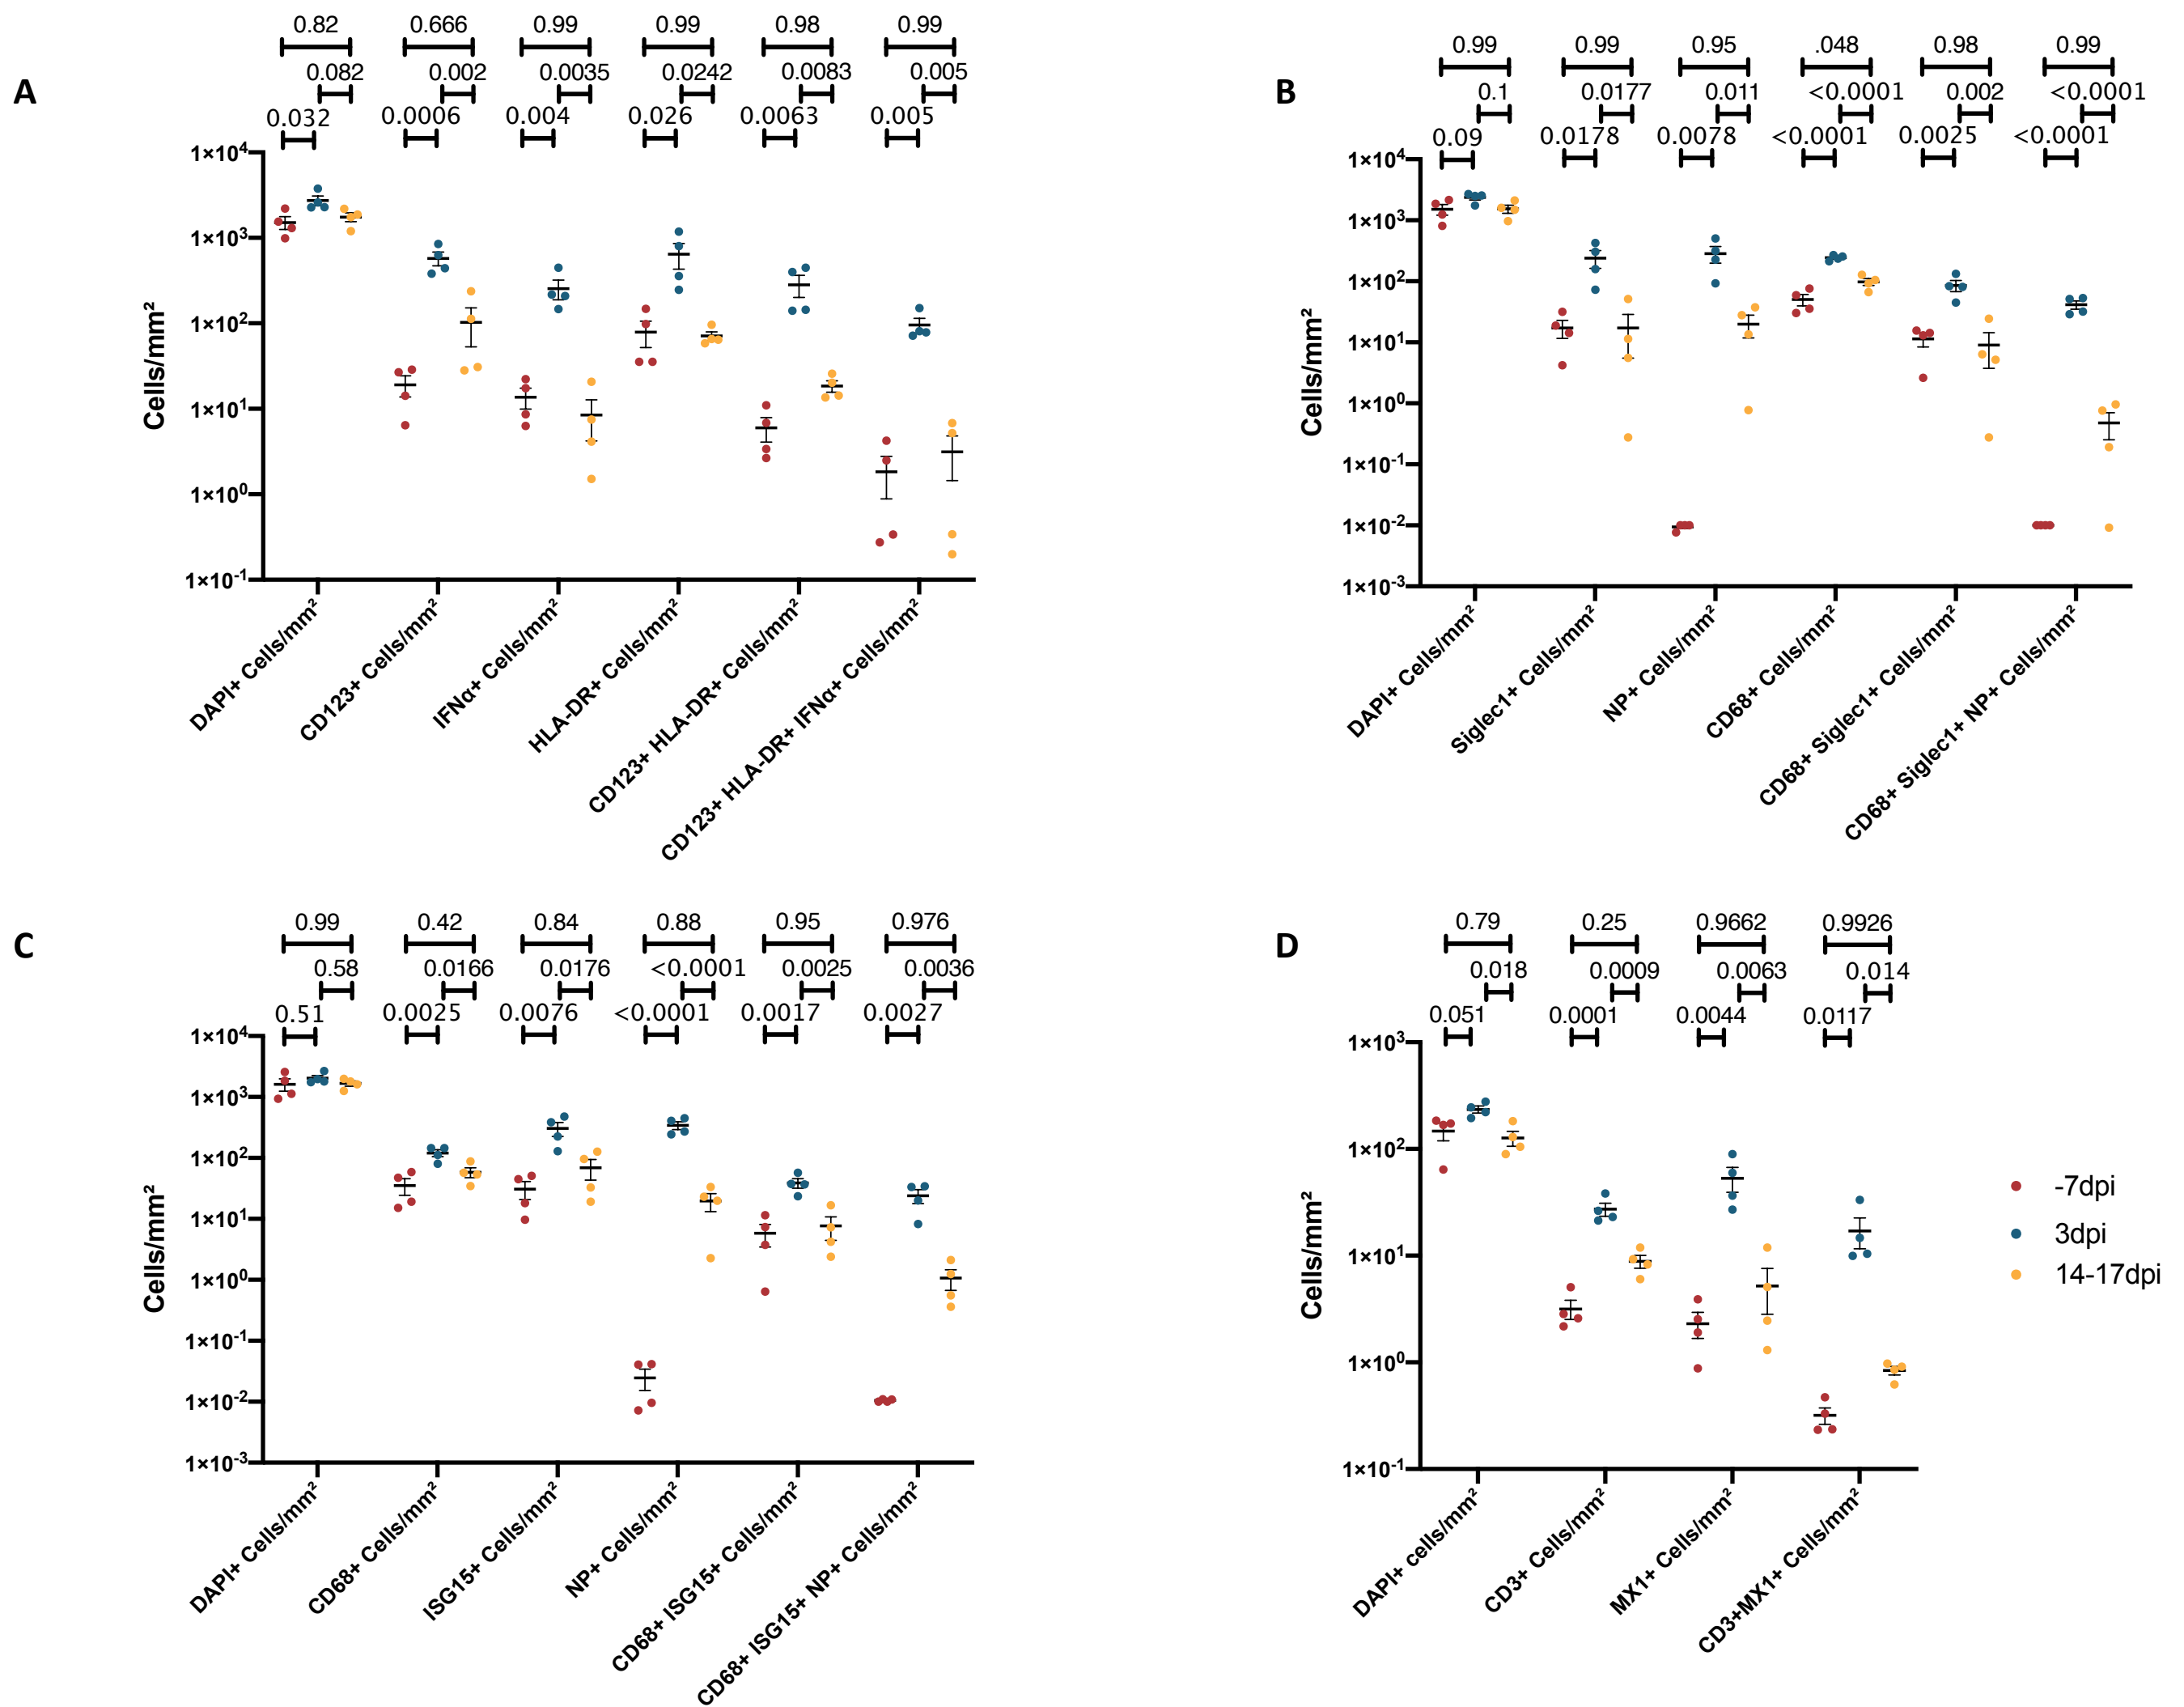 A
0.82 0.666 0.99 0.99 0.98 0.99
0.082 0.002 0.0035 0.0242 0.0083 0.005
0.032 0.0006 0.004 0.026 0.0063 0.005
1×10⁴
1×10³
1×10²
1×10¹
1×10⁰
1×10⁻¹
Cells/mm²
DAPI+ Cells/mm²
CD123+ Cells/mm²
IFNα+ Cells/mm²
HLA-DR+ Cells/mm²
CD123+ HLA-DR+ Cells/mm²
CD123+ HLA-DR+ IFNα+ Cells/mm²
B
0.99 0.99 0.95 .048 0.98 0.99
0.1 0.0177 0.011 <0.0001 0.002 <0.0001
0.09 0.0178 0.0078 <0.0001 0.0025 <0.0001
1×10⁴
1×10³
1×10²
1×10¹
1×10⁰
1×10⁻¹
1×10⁻²
1×10⁻³
Cells/mm²
DAPI+ Cells/mm²
Siglec1+ Cells/mm²
NP+ Cells/mm²
CD68+ Cells/mm²
CD68+ Siglec1+ Cells/mm²
CD68+ Siglec1+ NP+ Cells/mm²
C
0.99 0.42 0.84 0.88 0.95 0.976
0.58 0.0166 0.0176 <0.0001 0.0025 0.0036
0.51 0.0025 0.0076 <0.0001 0.0017 0.0027
1×10⁴
1×10³
1×10²
1×10¹
1×10⁰
1×10⁻¹
1×10⁻²
1×10⁻³
Cells/mm²
DAPI+ Cells/mm²
CD68+ Cells/mm²
ISG15+ Cells/mm²
NP+ Cells/mm²
CD68+ ISG15+ Cells/mm²
CD68+ ISG15+ NP+ Cells/mm²
D
0.79 0.25 0.9662 0.9926
0.018 0.0009 0.0063 0.014
0.051 0.0001 0.0044 0.0117
1×10³
1×10²
1×10¹
1×10⁰
1×10⁻¹
Cells/mm²
DAPI+ cells/mm²
CD3+ Cells/mm²
MX1+ Cells/mm²
CD3+MX1+ Cells/mm²
-7dpi
3dpi
14-17dpi